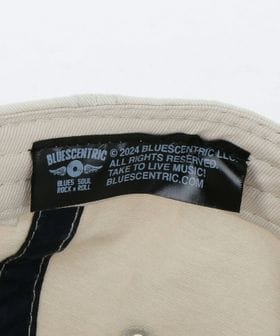 BLUESCENTRIC
BLUES SOUL
ROCK N ROLL
© 2024 BLUESCENTRIC LLC.
ALL RIGHTS RESERVED.
TAKE TO LIVE MUSIC!
BLUESCENTRIC.COM